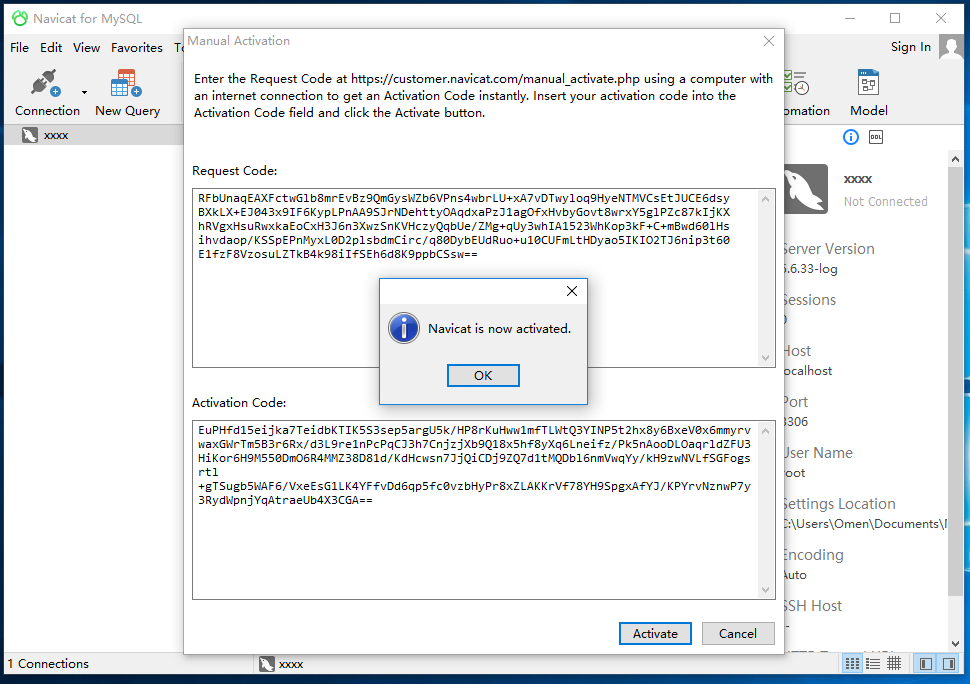 Navicat for MySQL
File Edit View Favorites
Sign In
Connection
New Query
Model
xxxx
Manual Activation
Enter the Request Code at https://customer.navicat.com/manual_activate.php using a computer with
an internet connection to get an Activation Code instantly. Insert your activation code into the
Activation Code field and click the Activate button.
Request Code:
RFbUnaqEAXFctwGlb8mrEvBz9QmGysWZb6VPns4wbrLU+xA7vDTwyloq9HyeNTMVCsEtJUCE6dsy
BXkLX+EJ043x9IF6KypLPnAA9SJrNDehttyOAqdxaPzJ1agOfxHvbyGovt8wrxY5glPZc87kIjKX
hRVgxHsuRwxkaEoCxH3J6n3XwzSnKVHczyQqbUe/ZMg+qUy3whIA1523WhKop3kF+C+mBwd60lHs
ihvdaop/KSSpEPnMyxL0D2plsbdmCirc/q80DybEUdRuo+u10CUFmLtHDyao5IKIO2TJ6nip3t60
E1fzF8VzosuLZTkB4k98iIfSEh6d8K9ppbCSsw==
Navicat is now activated.
OK
Activation Code:
EuPHfd15eijka7TeidbKTIK5S3sep5argU5k/HP8rKuHww1mfTLWtQ3YINP5t2hx8y6BxeV0x6mmyrv
waxGWrTm5B3r6Rx/d3L9re1nPcPqCJ3h7CnjzjXb9Q18x5hf8yXq6Lneifz/Pk5nAooDLOaqrldZFU3
HiKor6H9M550DmO6R4MMZ38D81d/KdHcwsn7JjQiCDj9ZQ7d1tMQDbl6nmVwqYy/kH9zwNVLfSGFogs
rtl
+gTSugb5WAF6/VxeEsG1LK4YFfvDd6qp5fc0vzbHyPr8xZLAKKrVf78YH9SpgxAfYJ/KPYrvNznwP7y
3RydWpnjYqAtraeUb4X3CGA==
Activate
Cancel
DDL
xxxx
Not Connected
Server Version
5.6.33-log
Sessions
Host
localhost
Port
3306
User Name
root
Settings Location
C:\Users\Omen\Documents\
Encoding
Auto
SSH Host
--
1 Connections
xxxx